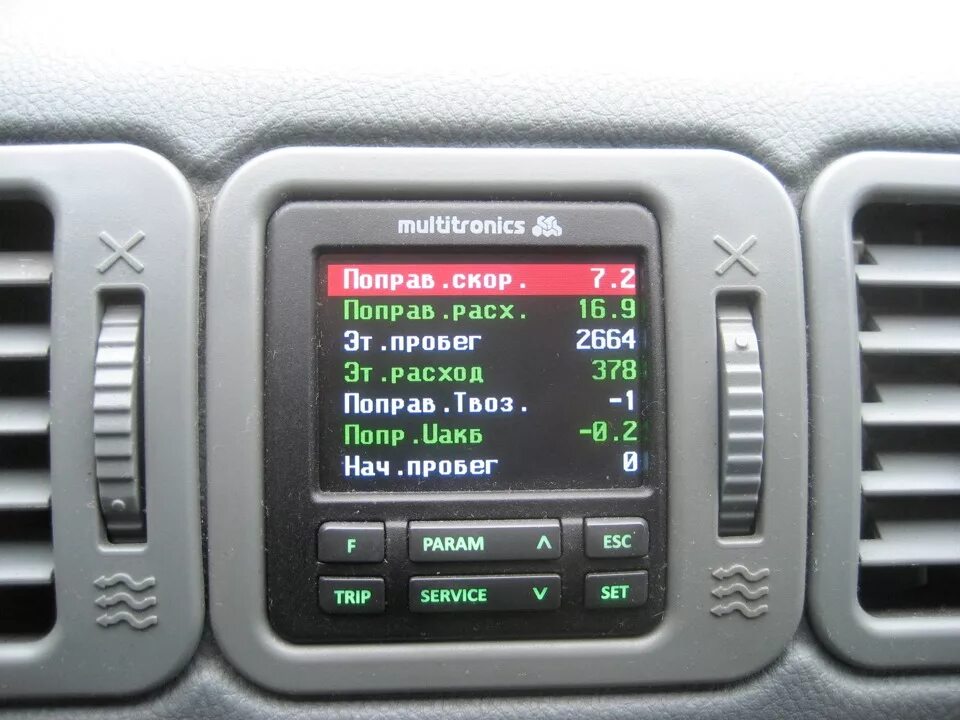 multitronics
Поправ.скор. 7.2
Поправ.расх. 16.9
Эт.пробег 2664
Эт.расход 378
Поправ.Твоз. -1
Попр.Uакб -0.2
Нач.пробег 0
F PARAM ESC
TRIP SERVICE SET